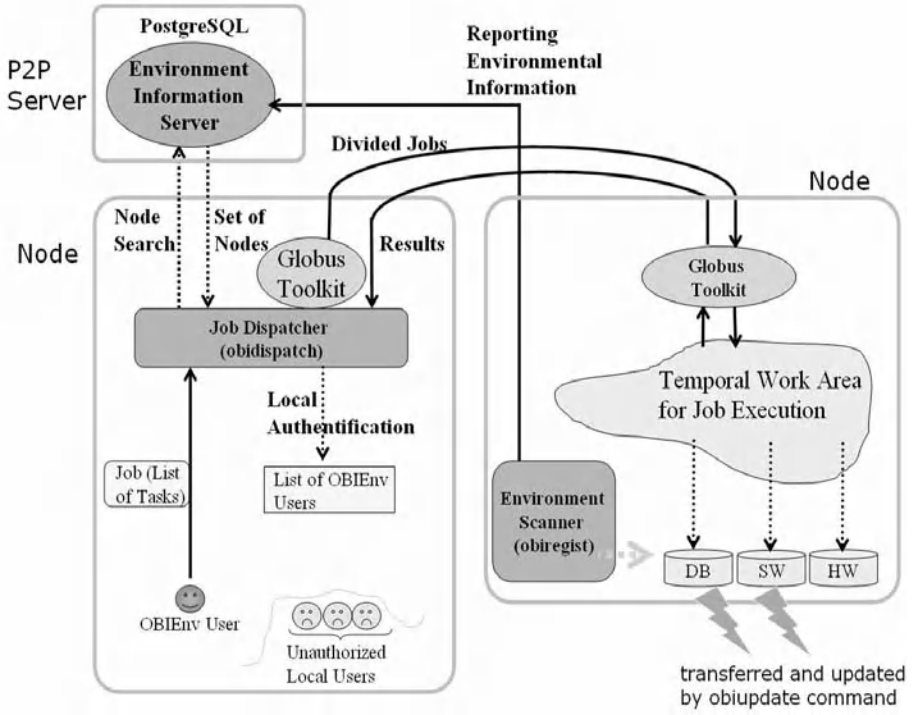 PostgreSQL
Environment
Information
Server
P2P
Server
Reporting
Environmental
Information
Divided Jobs
Node
Node
Node
Search
Set of
Nodes
Results
Globus
Toolkit
Globus
Toolkit
Job Dispatcher
(obidispatch)
Temporal Work Area
for Job Execution
Local
Authentification
Job (List
of Tasks)
List of OBIEnv
Users
Environment
Scanner
(obiregist)
DB
SW
HW
OBIEnv User
Unauthorized
Local Users
transferred and updated
by obiupdate command